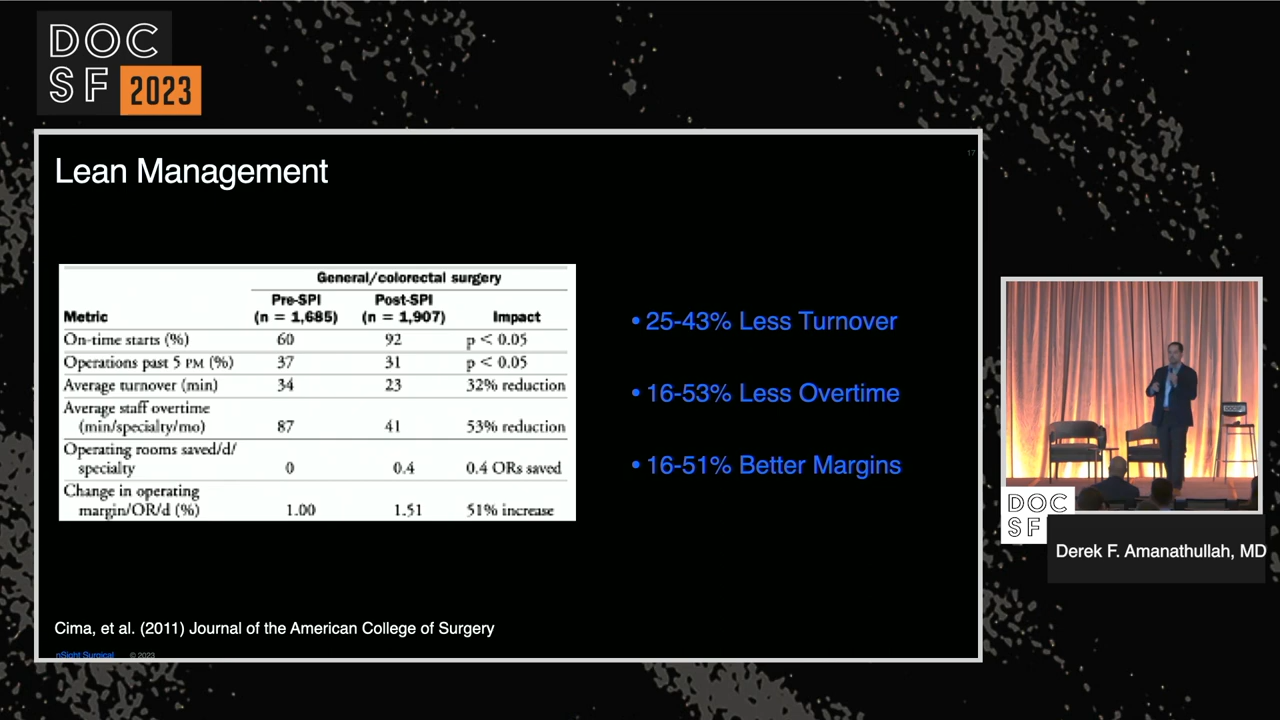 DOC
SF 2023
17
Lean Management
General/colorectal surgery
Pre-SPI Post-SPI
Metric (n = 1,685) (n = 1,907) Impact
On-time starts (%) 60 92 p < 0.05
Operations past 5 PM (%) 37 31 p < 0.05
Average turnover (min) 34 23 32% reduction
Average staff overtime
(min/specialty/mo) 87 41 53% reduction
Operating rooms saved/d/
specialty 0 0.4 0.4 ORs saved
Change in operating
margin/OR/d (%) 1.00 1.51 51% increase
• 25-43% Less Turnover
• 16-53% Less Overtime
• 16-51% Better Margins
Cima, et al. (2011) Journal of the American College of Surgery
nSight Surgical © 2023
DOC
SF
Derek F. Amanathullah, MD